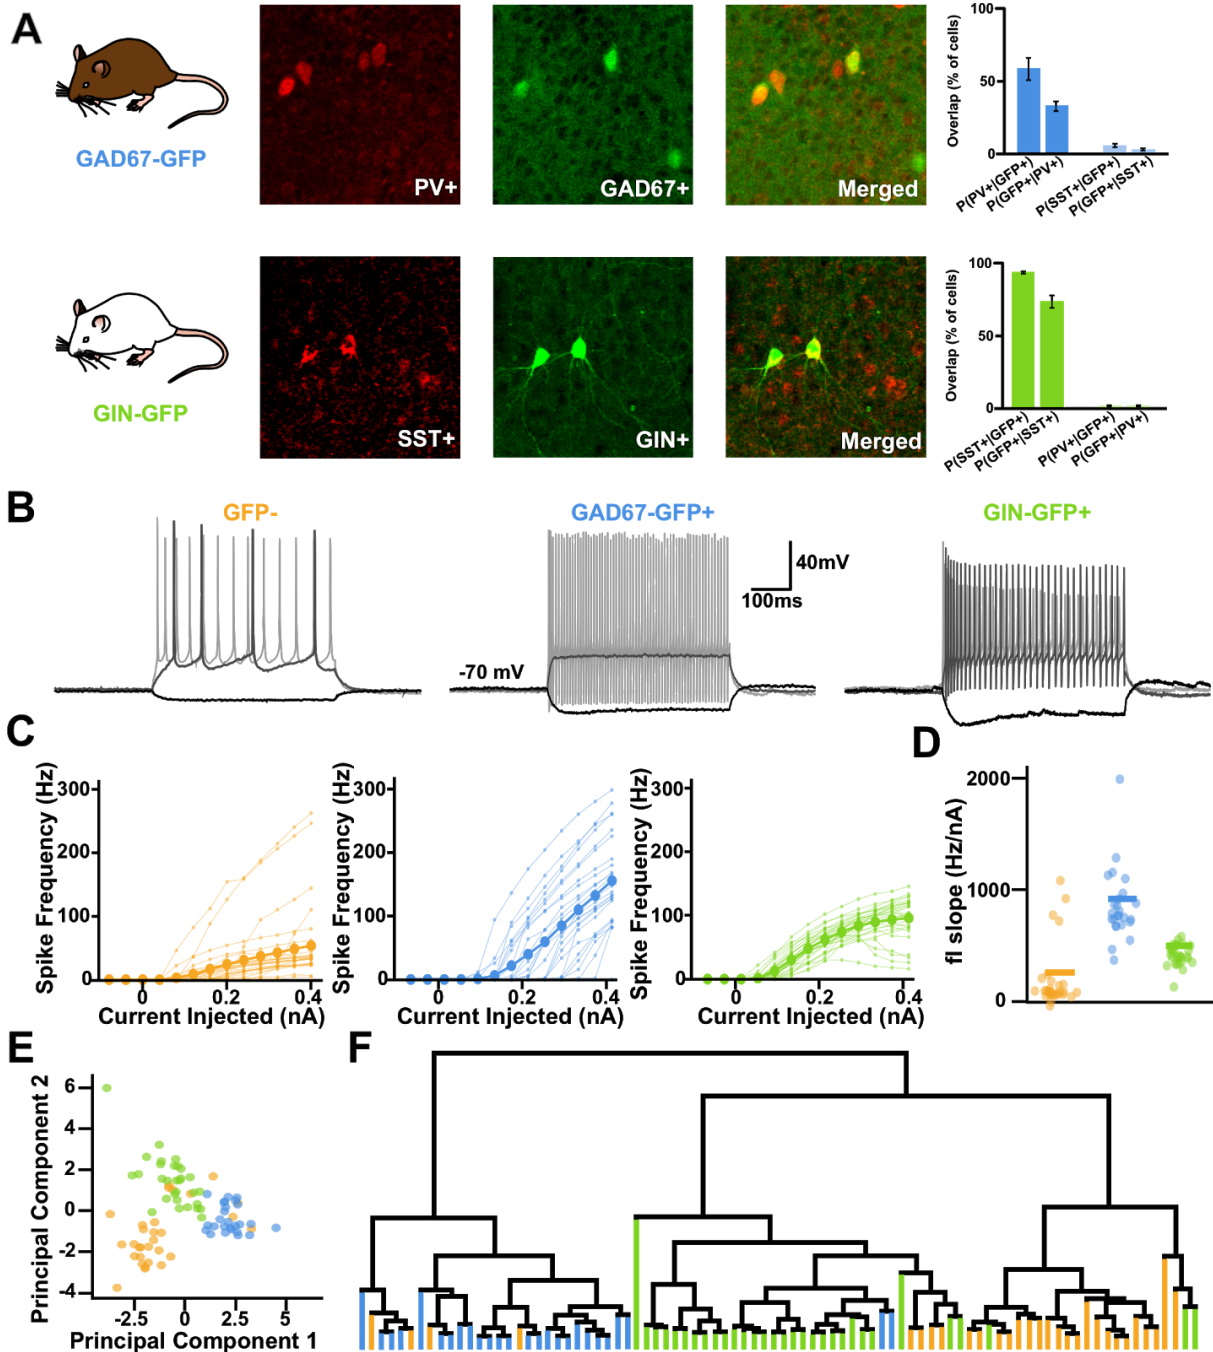 A
GAD67-GFP
PV+
GAD67+
Merged
Overlap (% of cells)
100
50
0
P(PV+|GFP+)
P(GFP+|PV+)
P(SST+|GFP+)
P(GFP+|SST+)
GIN-GFP
SST+
GIN+
Merged
Overlap (% of cells)
100
50
0
P(SST+|GFP+)
P(GFP+|SST+)
P(PV+|GFP+)
P(GFP+|PV+)
B
GFP-
GAD67-GFP+
GIN-GFP+
40mV
100ms
-70 mV
C
Spike Frequency (Hz)
300
200
100
0
0
0.2
0.4
Current Injected (nA)
Spike Frequency (Hz)
300
200
100
0
0
0.2
0.4
Current Injected (nA)
Spike Frequency (Hz)
300
200
100
0
0
0.2
0.4
Current Injected (nA)
D
fI slope (Hz/nA)
2000
1000
0
E
Principal Component 2
6
4
2
0
-2
-4
-2.5
0
2.5
5
Principal Component 1
F